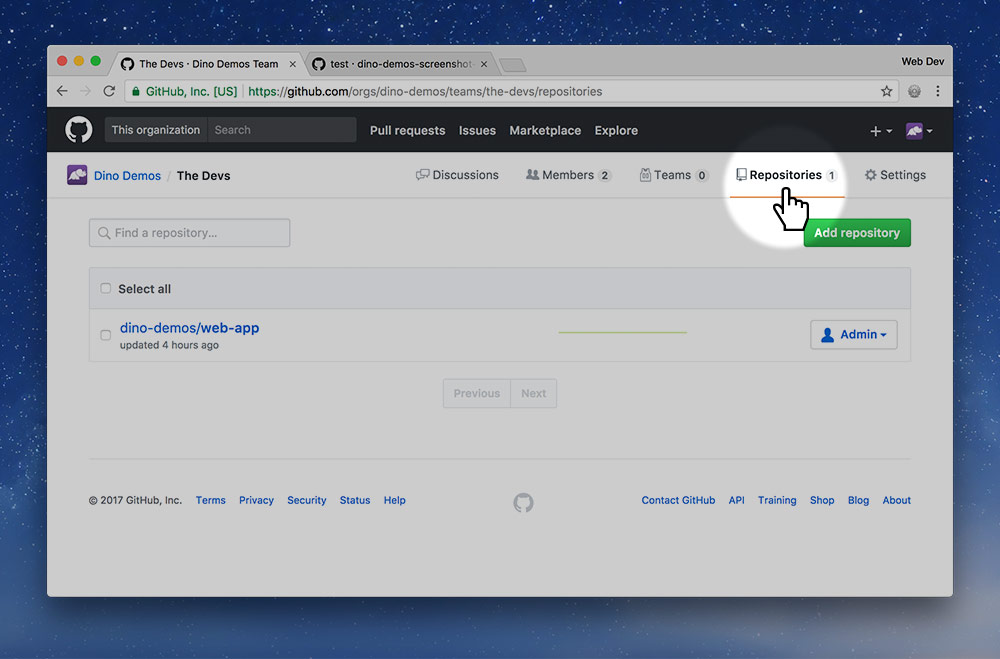 The Devs · Dino Demos Team
test · dino-demos-screenshot-
Web Dev
GitHub, Inc. [US] https://github.com/orgs/dino-demos/teams/the-devs/repositories
This organization Search Pull requests Issues Marketplace Explore
Dino Demos / The Devs Discussions Members 2 Teams 0 Repositories 1 Settings
Find a repository...
Add repository
Select all
dino-demos/web-app
updated 4 hours ago
Admin
Previous Next
© 2017 GitHub, Inc. Terms Privacy Security Status Help Contact GitHub API Training Shop Blog About